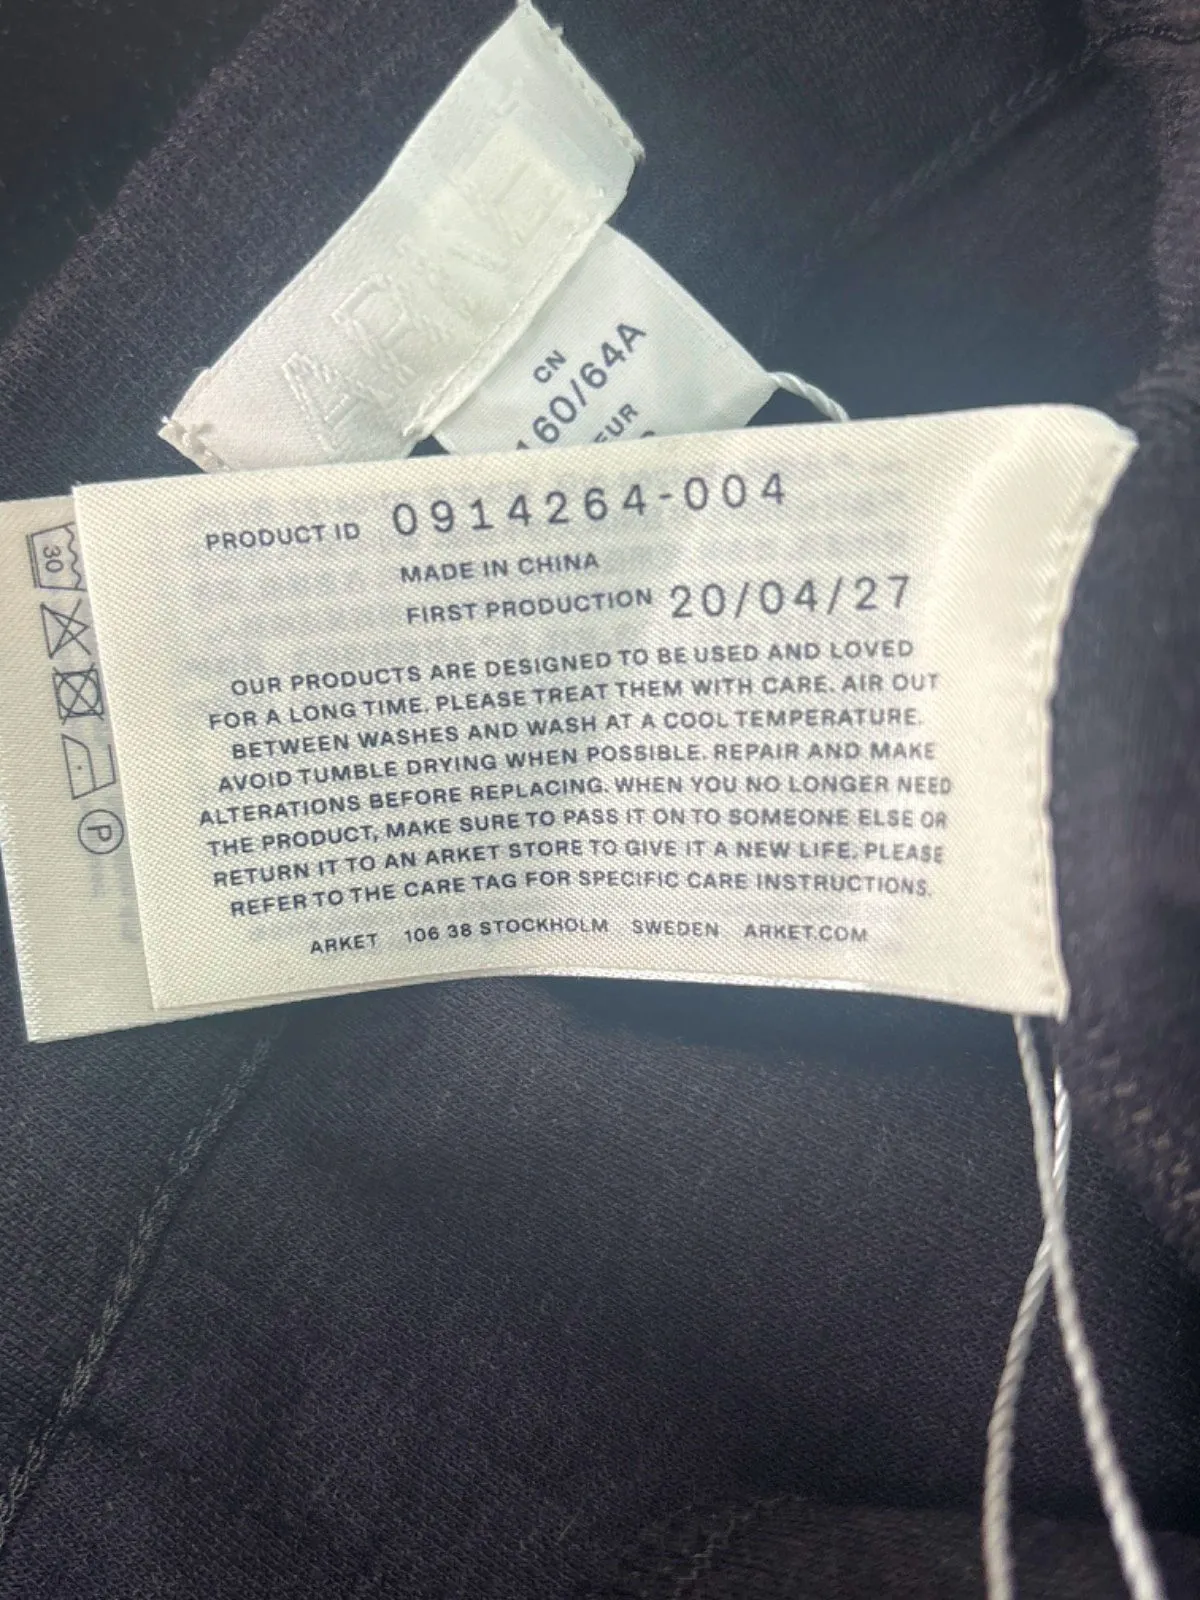 ARKET
CN
160/64A
EUR
PRODUCT ID 0914264-004
MADE IN CHINA
FIRST PRODUCTION 20/04/27
OUR PRODUCTS ARE DESIGNED TO BE USED AND LOVED
FOR A LONG TIME. PLEASE TREAT THEM WITH CARE. AIR OUT
BETWEEN WASHES AND WASH AT A COOL TEMPERATURE.
AVOID TUMBLE DRYING WHEN POSSIBLE. REPAIR AND MAKE
ALTERATIONS BEFORE REPLACING. WHEN YOU NO LONGER NEED
THE PRODUCT, MAKE SURE TO PASS IT ON TO SOMEONE ELSE OR
RETURN IT TO AN ARKET STORE TO GIVE IT A NEW LIFE. PLEASE
REFER TO THE CARE TAG FOR SPECIFIC CARE INSTRUCTIONS.
ARKET 106 38 STOCKHOLM SWEDEN ARKET.COM
30
P